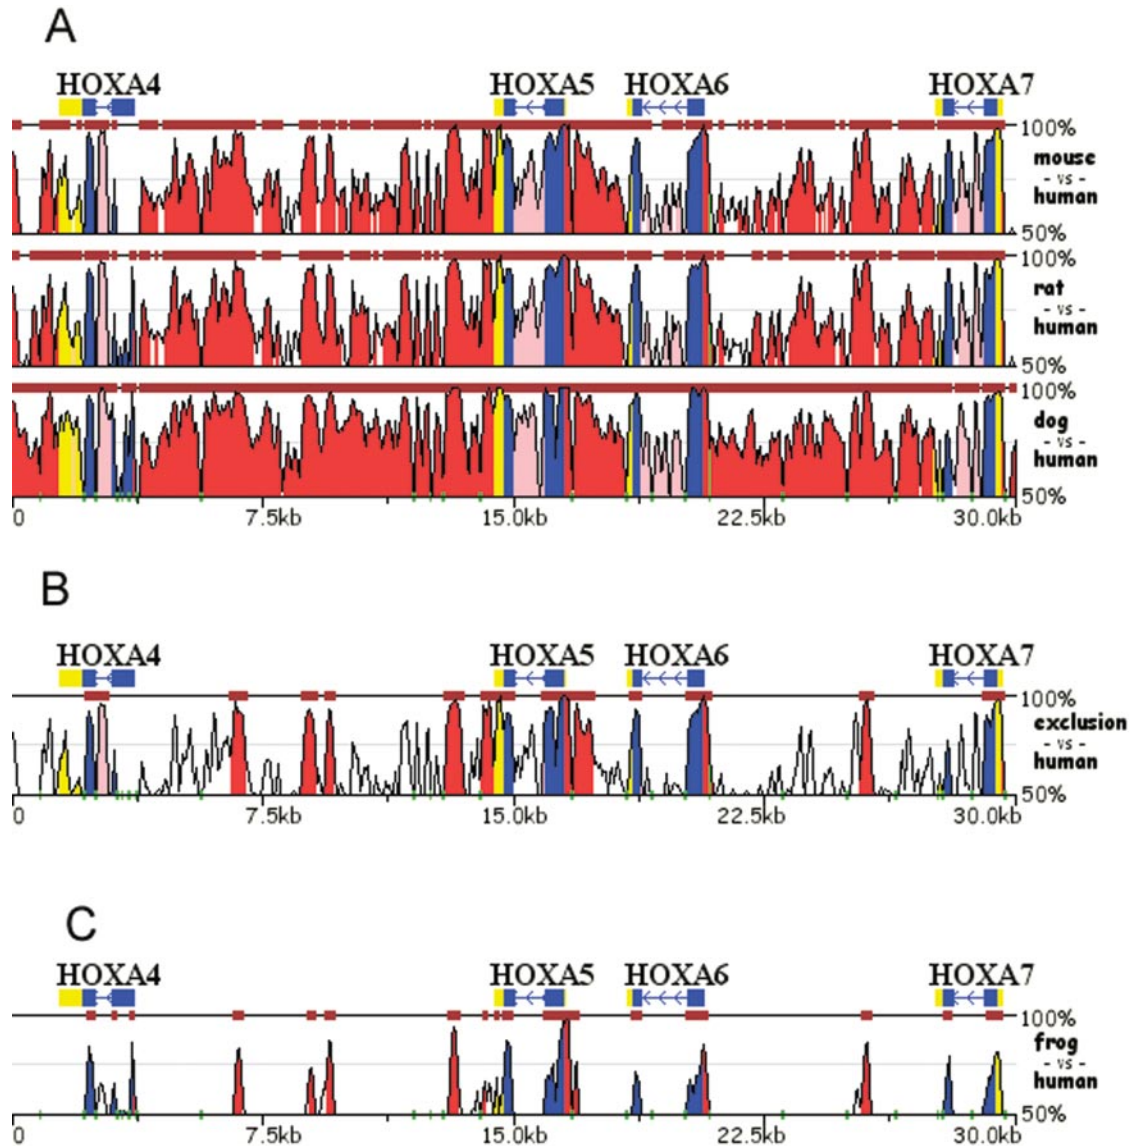 A
HOXA4 HOXA5 HOXA6 HOXA7
100%
mouse
- vs -
human
50%
100%
rat
- vs -
human
50%
100%
dog
- vs -
human
50%
0 7.5kb 15.0kb 22.5kb 30.0kb
B
HOXA4 HOXA5 HOXA6 HOXA7
100%
exclusion
- vs -
human
50%
0 7.5kb 15.0kb 22.5kb 30.0kb
C
HOXA4 HOXA5 HOXA6 HOXA7
100%
frog
- vs -
human
50%
0 7.5kb 15.0kb 22.5kb 30.0kb